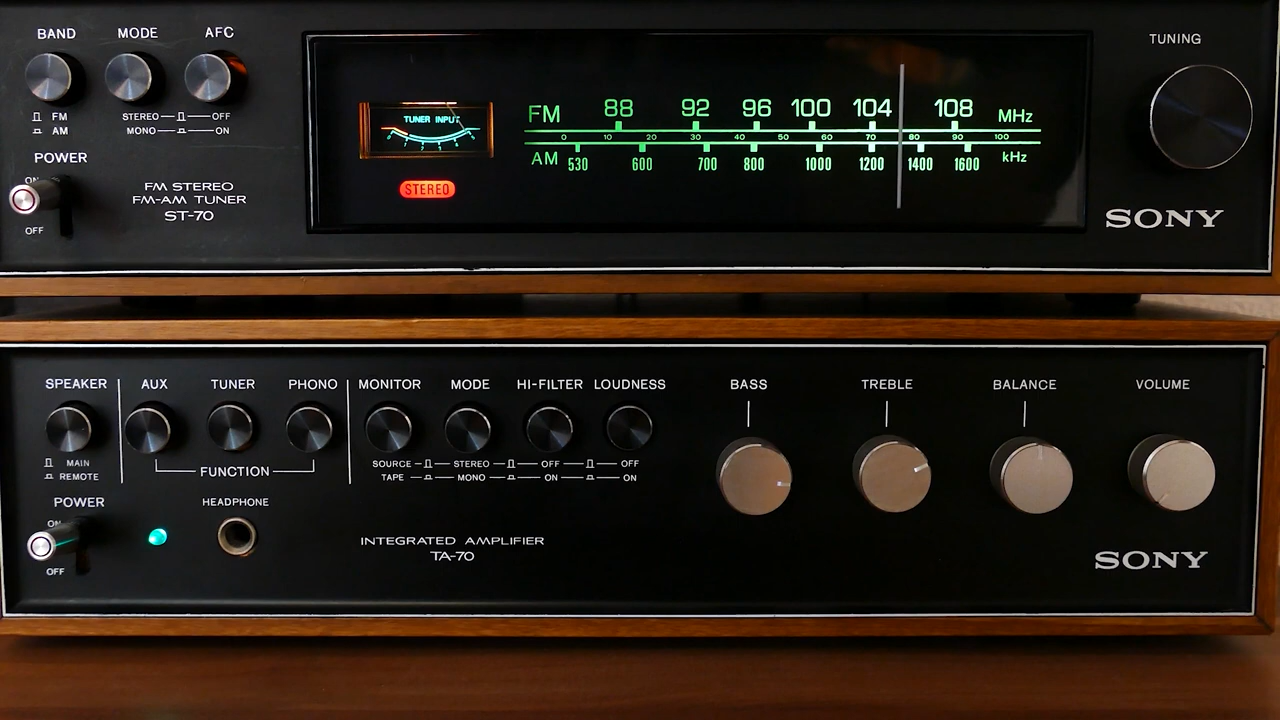 BAND MODE AFC
FM STEREO OFF
AM MONO ON
POWER
ON
OFF
FM STEREO
FM-AM TUNER
ST-70
TUNER INPUT
STEREO
FM 88 92 96 100 104 108 MHz
0 10 20 30 40 50 60 70 80 90 100
AM 530 600 700 800 1000 1200 1400 1600 kHz
TUNING
SONY
SPEAKER AUX TUNER PHONO MONITOR MODE HI-FILTER LOUDNESS BASS TREBLE BALANCE VOLUME
MAIN SOURCE STEREO OFF OFF
REMOTE FUNCTION TAPE MONO ON ON
POWER HEADPHONE
ON
OFF
INTEGRATED AMPLIFIER
TA-70
SONY